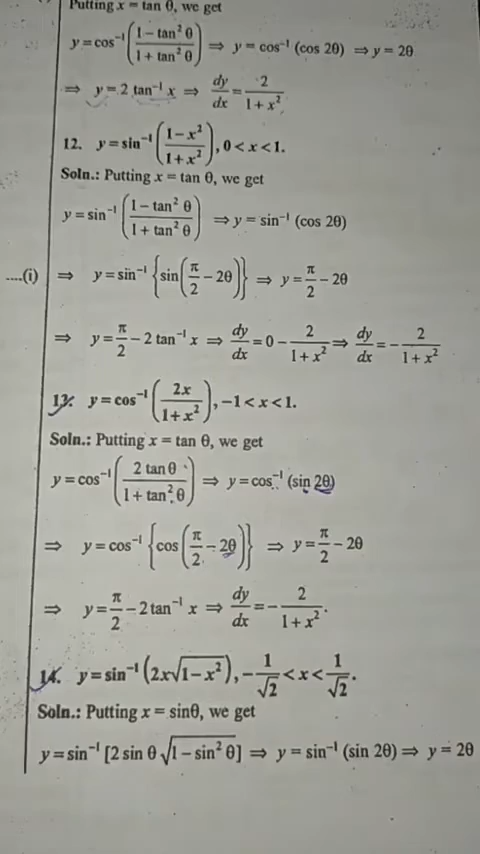 Putting x = tan θ, we get
y = cos⁻¹((1 − tan² θ)/(1 + tan² θ)) ⇒ y = cos⁻¹ (cos 2θ) ⇒ y = 2θ
⇒ y = 2 tan⁻¹ x ⇒ dy/dx = 2/(1 + x²)
12. y = sin⁻¹((1 − x²)/(1 + x²)), 0 < x < 1.
Soln.: Putting x = tan θ, we get
y = sin⁻¹((1 − tan² θ)/(1 + tan² θ)) ⇒ y = sin⁻¹ (cos 2θ)
....(i) ⇒ y = sin⁻¹ {sin(π/2 − 2θ)} ⇒ y = π/2 − 2θ
⇒ y = π/2 − 2 tan⁻¹ x ⇒ dy/dx = 0 − 2/(1 + x²) ⇒ dy/dx = − 2/(1 + x²)
13. y = cos⁻¹(2x/(1 + x²)), −1 < x < 1.
Soln.: Putting x = tan θ, we get
y = cos⁻¹(2 tan θ/(1 + tan² θ)) ⇒ y = cos⁻¹ (sin 2θ)
⇒ y = cos⁻¹ {cos(π/2 − 2θ)} ⇒ y = π/2 − 2θ
⇒ y = π/2 − 2 tan⁻¹ x ⇒ dy/dx = − 2/(1 + x²).
14. y = sin⁻¹ (2x√(1 − x²)), − 1/√2 < x < 1/√2.
Soln.: Putting x = sinθ, we get
y = sin⁻¹ [2 sin θ √(1 − sin² θ)] ⇒ y = sin⁻¹ (sin 2θ) ⇒ y = 2θ